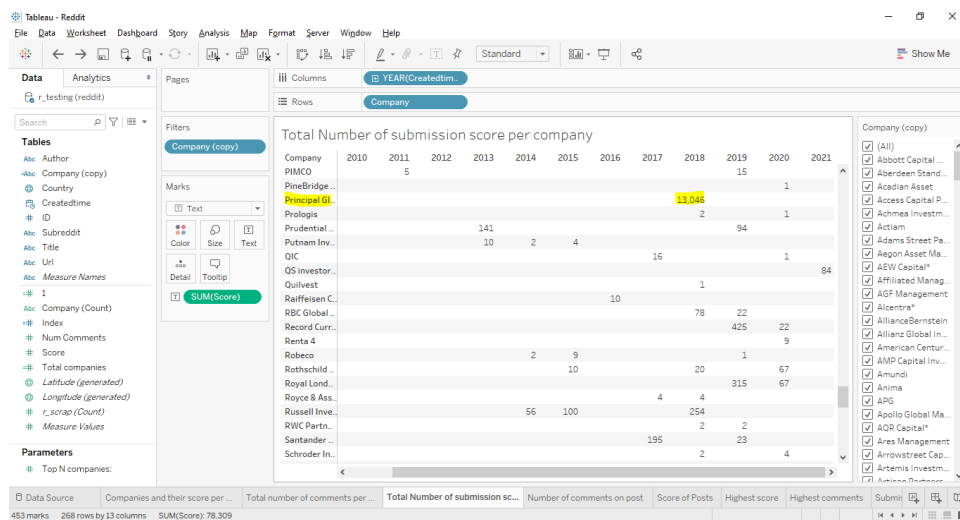 Tableau - Reddit
File Data Worksheet Dashboard Story Analysis Map Format Server Window Help
Standard
Show Me
Data Analytics
r_testing (reddit)
Search
Tables
Abc Author
Abc Company (copy)
Country
Createdtime
# ID
Abc Subreddit
Abc Title
Abc Url
Abc Measure Names
# 1
Abc Company (Count)
# Index
# Num Comments
# Score
# Total companies
Latitude (generated)
Longitude (generated)
# r_scrap (Count)
# Measure Values
Parameters
# Top N companies:
Pages
Filters
Company (copy)
Marks
Text
Color Size Text
Detail Tooltip
SUM(Score)
Columns YEAR(Createdtim..
Rows Company
Total Number of submission score per company
Company 2010 2011 2012 2013 2014 2015 2016 2017 2018 2019 2020 2021
PIMCO 5 15
PineBridge .. 1
Principal Gl.. 13,046
Prologis 2 1
Prudential .. 141 94
Putnam Inv.. 10 2 4
QIC 16 1
QS investor.. 84
Quilvest 1
Raiffeisen C.. 10
RBC Global .. 78 22
Record Curr.. 425 22
Renta 4 9
Robeco 2 9 1
Rothschild .. 10 20 67
Royal Lond.. 315 67
Royce & Ass.. 4 4
Russell Inve.. 56 100 254
RWC Partn.. 2 2
Santander .. 195 23
Schroder In.. 2 4
Company (copy)
(All)
Abbott Capital ...
Aberdeen Stand...
Acadian Asset
Access Capital P...
Achmea Investm...
Actiam
Adams Street Pa...
Aegon Asset Ma...
AEW Capital*
Affiliated Manag...
AGF Management
Alcentra*
AllianceBernstein
Allianz Global In...
American Centur...
AMP Capital Inv...
Amundi
Anima
APG
Apollo Global Ma...
AQR Capital*
Ares Management
Arrowstreet Cap...
Artemis Investm...
Artisan Partners
Data Source Companies and their score per ... Total number of comments per ... Total Number of submission sc... Number of comments on post Score of Posts Highest score Highest comments Submis
453 marks 268 rows by 13 columns SUM(Score): 78.309